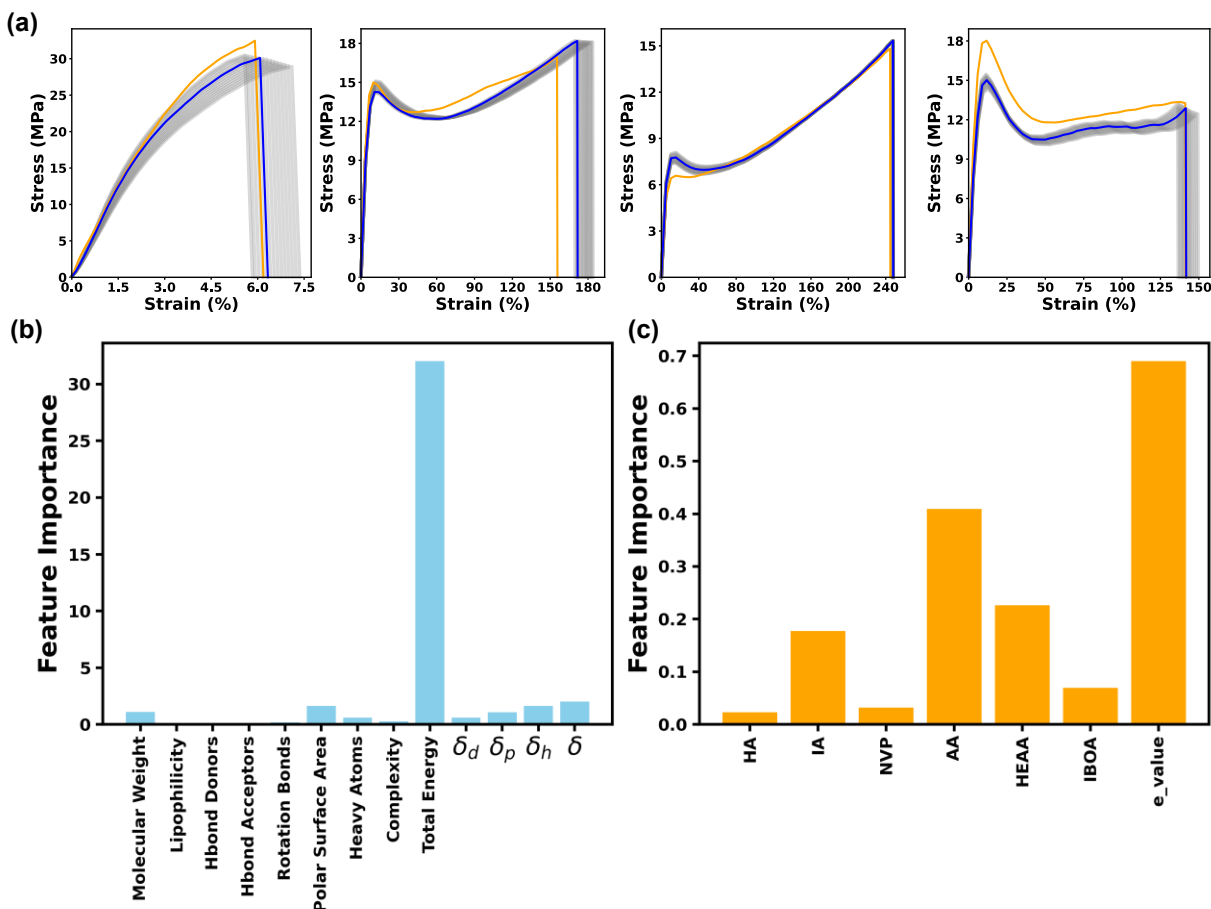 (a)
Stress (MPa)
30
25
20
15
10
5
0
0.0 1.5 3.0 4.5 6.0 7.5
Strain (%)
Stress (MPa)
18
15
12
9
6
3
0
0 30 60 90 120 150 180
Strain (%)
Stress (MPa)
15
12
9
6
3
0
0 40 80 120 160 200 240
Strain (%)
Stress (MPa)
18
15
12
9
6
3
0
0 25 50 75 100 125 150
Strain (%)
(b)
Feature Importance
30
25
20
15
10
5
0
Molecular Weight
Lipophilicity
Hbond Donors
Hbond Acceptors
Rotation Bonds
Polar Surface Area
Heavy Atoms
Complexity
Total Energy
δd
δp
δh
δ
(c)
Feature Importance
0.7
0.6
0.5
0.4
0.3
0.2
0.1
0.0
HA
IA
NVP
AA
HEAA
IBOA
e_value